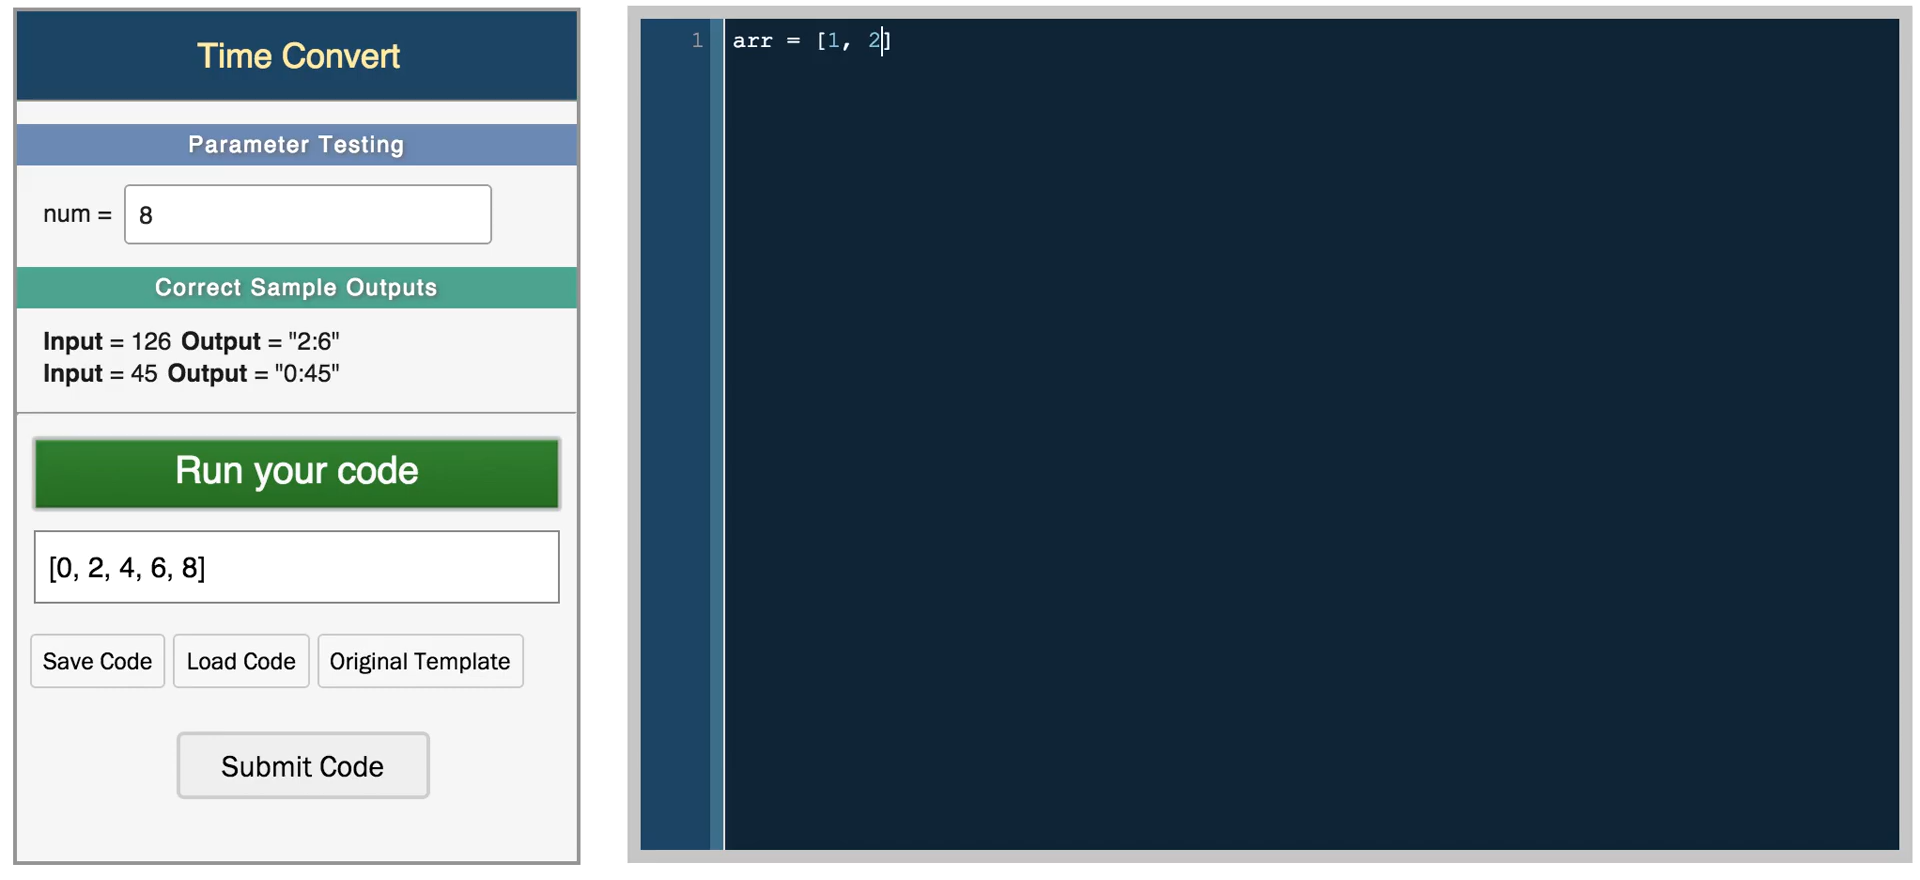 Time Convert
Parameter Testing
num = 8
Correct Sample Outputs
Input = 126 Output = "2:6"
Input = 45 Output = "0:45"
Run your code
[0, 2, 4, 6, 8]
Save Code Load Code Original Template
Submit Code
1 arr = [1, 2]